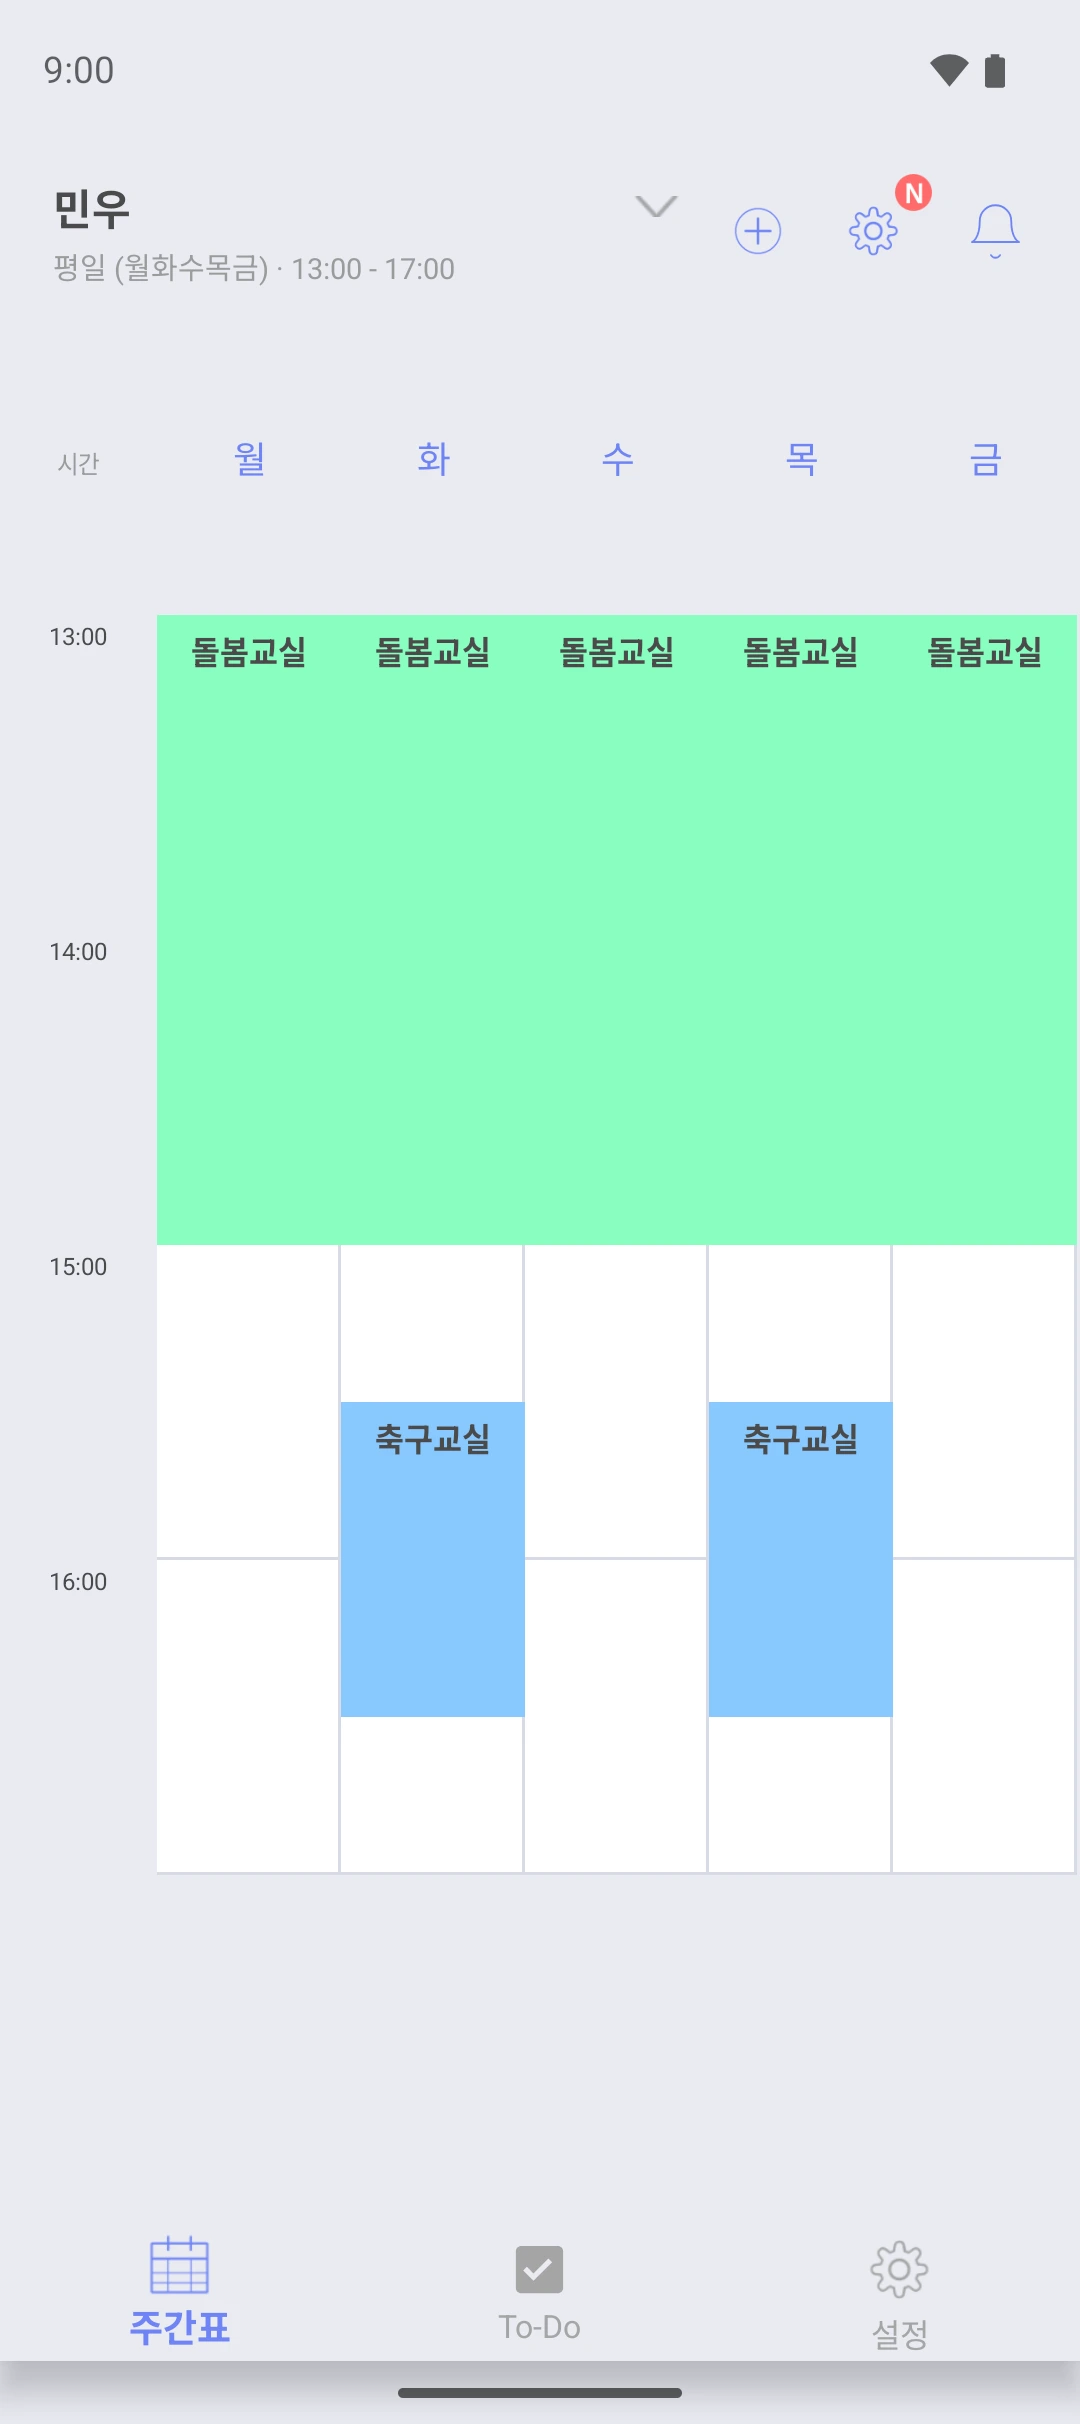 9:00
민우
N
평일 (월화수목금) · 13:00 - 17:00
시간 월 화 수 목 금
13:00 돌봄교실 돌봄교실 돌봄교실 돌봄교실 돌봄교실
14:00
15:00
축구교실 축구교실
16:00
주간표 To-Do 설정